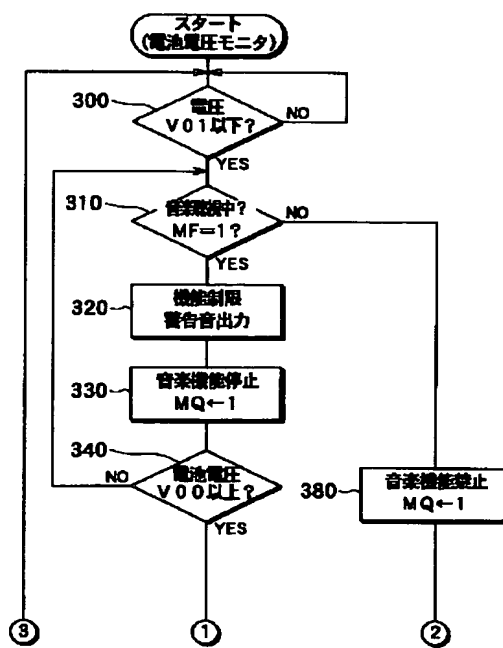 スタート
(電池電圧モニタ)
300
電圧
V01以下?
NO
YES
310
音楽聴視中?
MF=1?
NO
YES
320
機能制限
警告音出力
330
音楽機能停止
MQ←1
340
電池電圧
V00以上?
NO
YES
380
音楽機能禁止
MQ←1
3
1
2